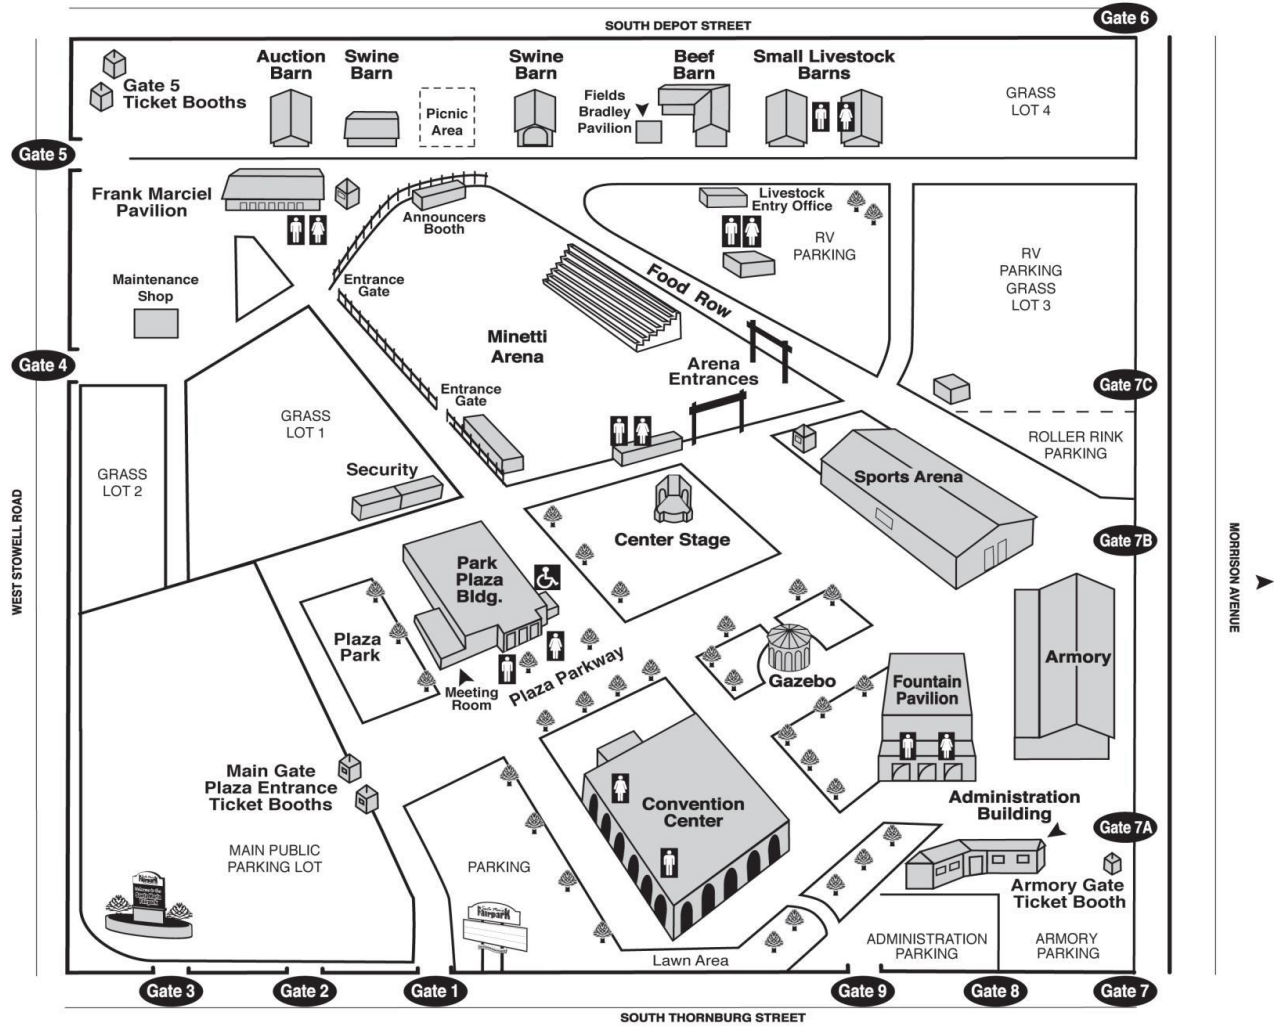 Gate 6
SOUTH DEPOT STREET
Auction
Barn
Swine
Barn
Swine
Barn
Beef
Barn
Small Livestock
Barns
Gate 5
Ticket Booths
Picnic
Area
Fields
Bradley
Pavilion
GRASS
LOT 4
Gate 5
Frank Marciel
Pavilion
Announcers
Booth
Livestock
Entry Office
RV
PARKING
RV
PARKING
GRASS
LOT 3
Maintenance
Shop
Entrance
Gate
Food Row
Minetti
Arena
Gate 4
Arena
Entrances
Gate 7C
Entrance
Gate
GRASS
LOT 1
ROLLER RINK
PARKING
GRASS
LOT 2
Security
Sports Arena
WEST STOWELL ROAD
Center Stage
Gate 7B
MORRISON AVENUE
Park
Plaza
Bldg.
Plaza
Park
Armory
Meeting
Room
Plaza Parkway
Gazebo
Fountain
Pavilion
Main Gate
Plaza Entrance
Ticket Booths
Convention
Center
Administration
Building
Gate 7A
MAIN PUBLIC
PARKING LOT
PARKING
Armory Gate
Ticket Booth
Fairpark
Fairpark
ADMINISTRATION
PARKING
ARMORY
PARKING
Lawn Area
Gate 3
Gate 2
Gate 1
Gate 9
Gate 8
Gate 7
SOUTH THORNBURG STREET